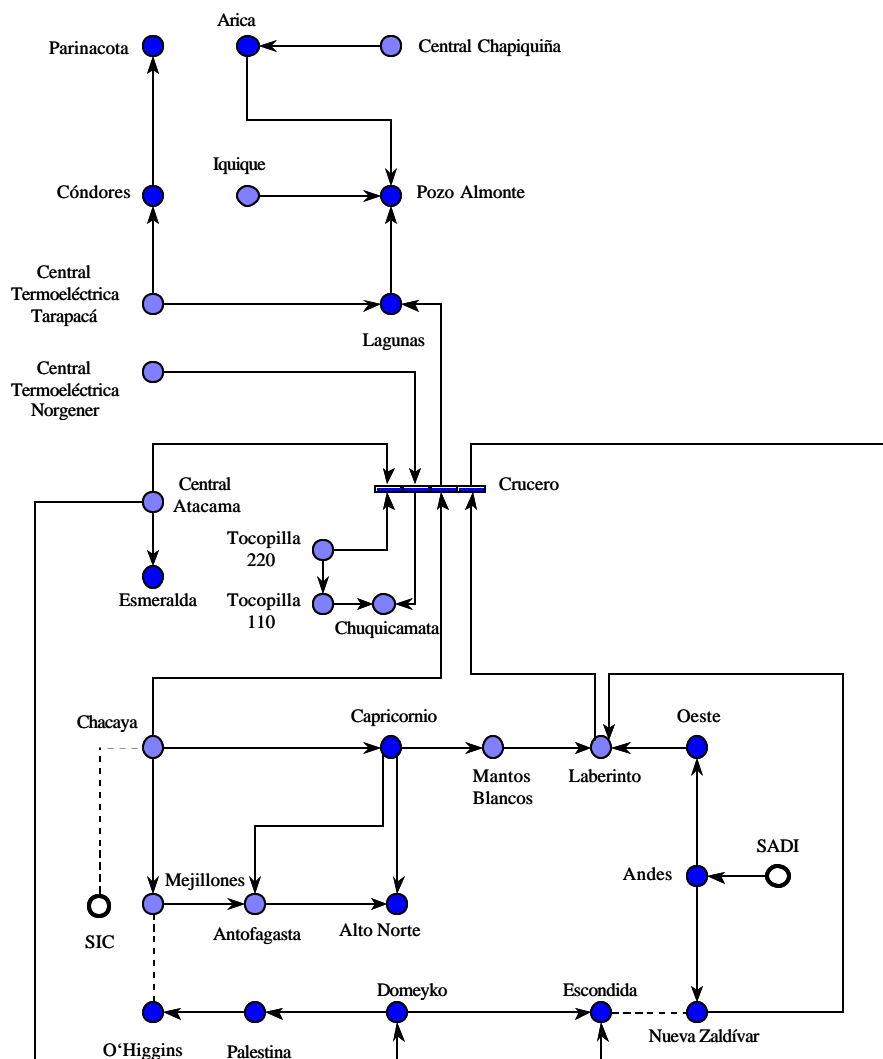 Arica
Parinacota
Central Chapiquiña
Iquique
Cóndores
Pozo Almonte
Central
Termoeléctrica
Tarapacá
Lagunas
Central
Termoeléctrica
Norgener
Central
Atacama
Crucero
Tocopilla
220
Esmeralda
Tocopilla
110
Chuquicamata
Chacaya
Capricornio
Oeste
Mantos
Blancos
Laberinto
SADI
Mejillones
Andes
SIC
Antofagasta
Alto Norte
Domeyko
Escondida
Nueva Zaldívar
O‘Higgins
Palestina